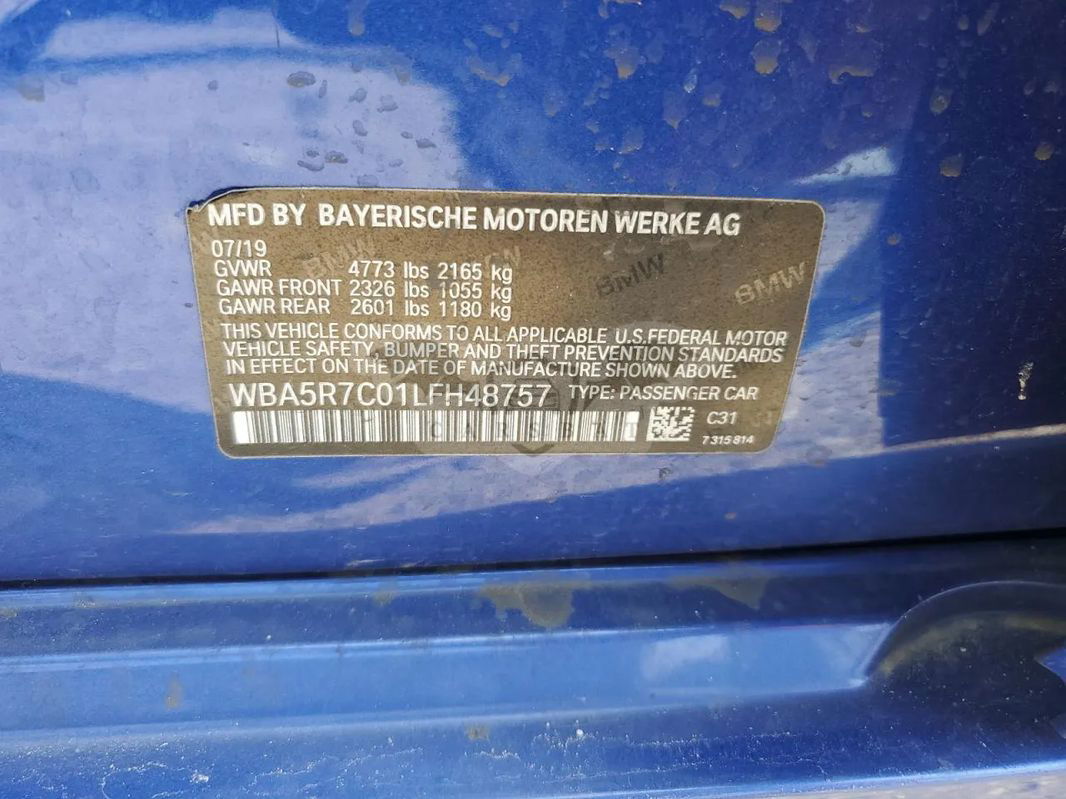 MFD BY BAYERISCHE MOTOREN WERKE AG
07/19
GVWR 4773 lbs 2165 kg
GAWR FRONT 2326 lbs 1055 kg
GAWR REAR 2601 lbs 1180 kg
BMW BMW BMW
THIS VEHICLE CONFORMS TO ALL APPLICABLE U.S.FEDERAL MOTOR
VEHICLE SAFETY, BUMPER AND THEFT PREVENTION STANDARDS
IN EFFECT ON THE DATE OF MANUFACTURE SHOWN ABOVE.
WBA5R7C01LFH48757 TYPE: PASSENGER CAR
C31
7 315 814